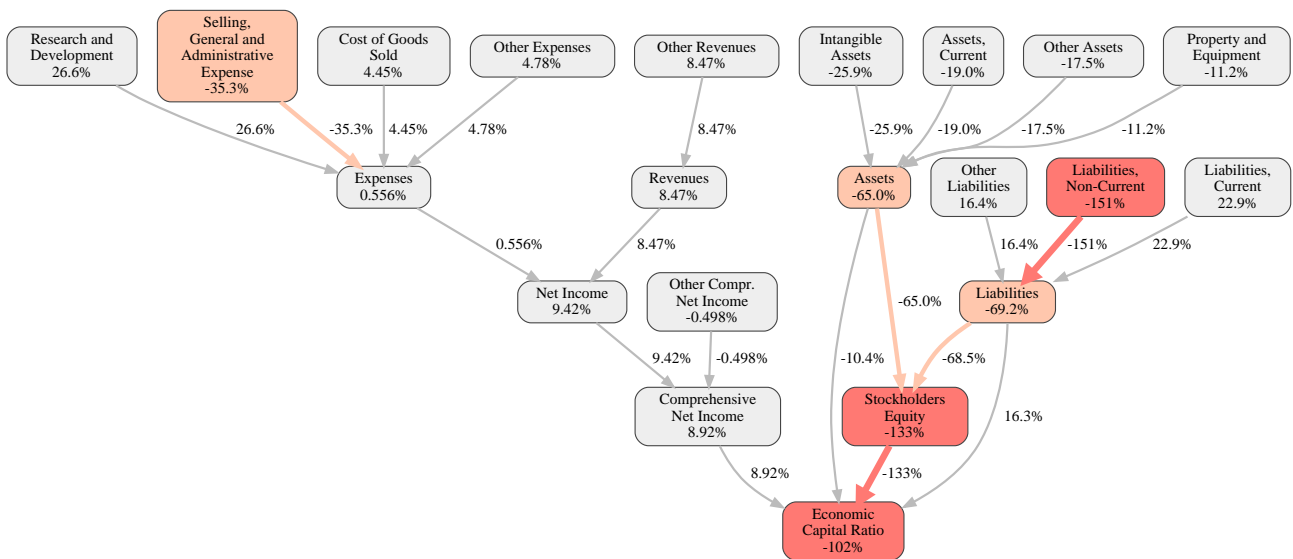 Research and
Development
26.6%
Selling,
General and
Administrative
Expense
-35.3%
Cost of Goods
Sold
4.45%
Other Expenses
4.78%
Other Revenues
8.47%
Intangible
Assets
-25.9%
Assets,
Current
-19.0%
Other Assets
-17.5%
Property and
Equipment
-11.2%
26.6%
-35.3%
4.45%
4.78%
8.47%
-25.9%
-19.0%
-17.5%
-11.2%
Expenses
0.556%
Revenues
8.47%
Assets
-65.0%
Other
Liabilities
16.4%
Liabilities,
Non-Current
-151%
Liabilities,
Current
22.9%
0.556%
8.47%
16.4%
-151%
22.9%
Net Income
9.42%
Other Compr.
Net Income
-0.498%
-65.0%
Liabilities
-69.2%
9.42%
-0.498%
-10.4%
-68.5%
Comprehensive
Net Income
8.92%
Stockholders
Equity
-133%
16.3%
8.92%
-133%
Economic
Capital Ratio
-102%